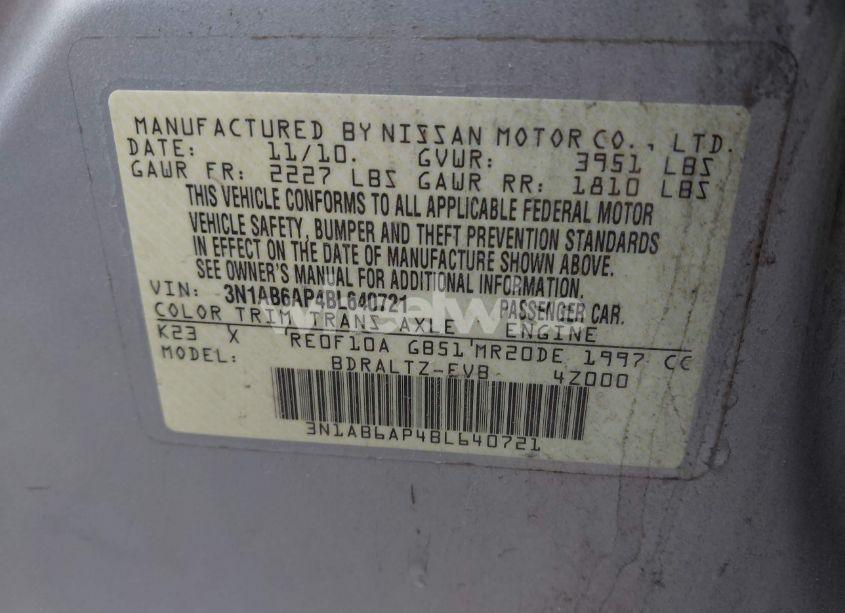 MANUFACTURED BY NISSAN MOTOR CO., LTD.
DATE: 11/10. GVWR: 3951 LBS
GAWR FR: 2227 LBS GAWR RR: 1810 LBS
THIS VEHICLE CONFORMS TO ALL APPLICABLE FEDERAL MOTOR
VEHICLE SAFETY, BUMPER AND THEFT PREVENTION STANDARDS
IN EFFECT ON THE DATE OF MANUFACTURE SHOWN ABOVE.
SEE OWNER'S MANUAL FOR ADDITIONAL INFORMATION.
VIN: 3N1AB6AP4BL640721 PASSENGER CAR.
COLOR TRIM TRANS AXLE ENGINE
K23 X RE0F10A GB51 MR20DE 1997 CC
MODEL: BDRALTZ-EVB 4Z000
3N1AB6AP4BL640721